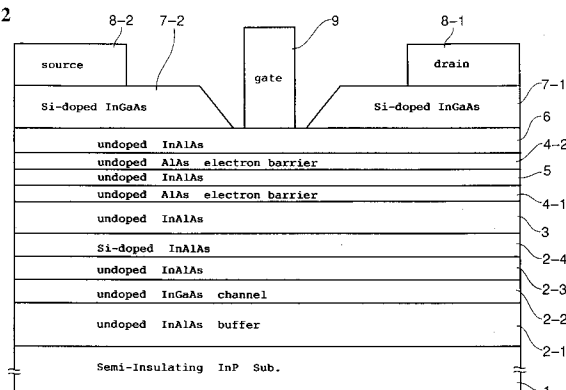 2
8-2
7-2
9
8-1
source
gate
drain
Si-doped InGaAs
Si-doped InGaAs
7-1
6
undoped InAlAs
4-2
undoped AlAs electron barrier
5
undoped InAlAs
4-1
undoped AlAs electron barrier
undoped InAlAs
3
Si-doped InAlAs
2-4
undoped InAlAs
2-3
undoped InGaAs channel
2-2
undoped InAlAs buffer
2-1
Semi-Insulating InP Sub.
1